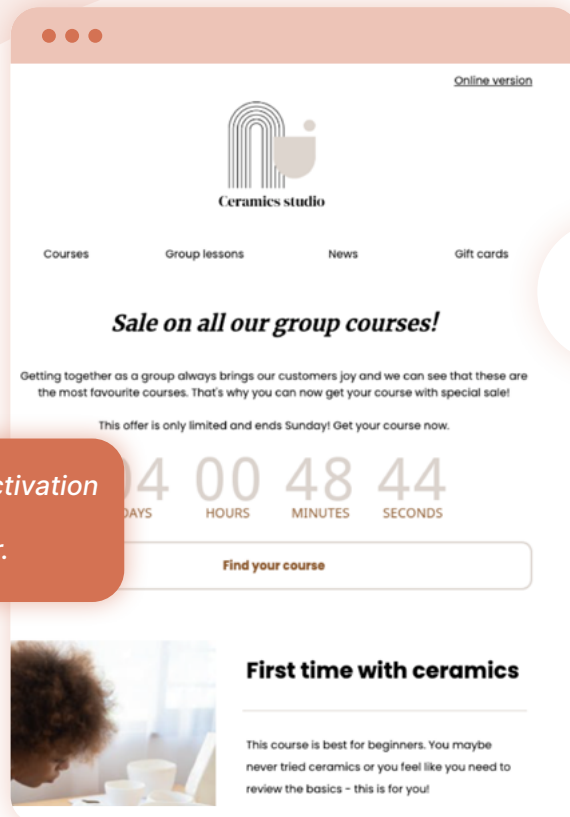 Online version
Ceramics studio
Courses Group lessons News Gift cards
Sale on all our group courses!
Getting together as a group always brings our customers joy and we can see that these are
the most favourite courses. That's why you can now get your course with special sale!
This offer is only limited and ends Sunday! Get your course now.
04 00 48 44
HOURS MINUTES SECONDS
Find your course
First time with ceramics
This course is best for beginners. You maybe
never tried ceramics or you feel like you need to
review the basics - this is for you!